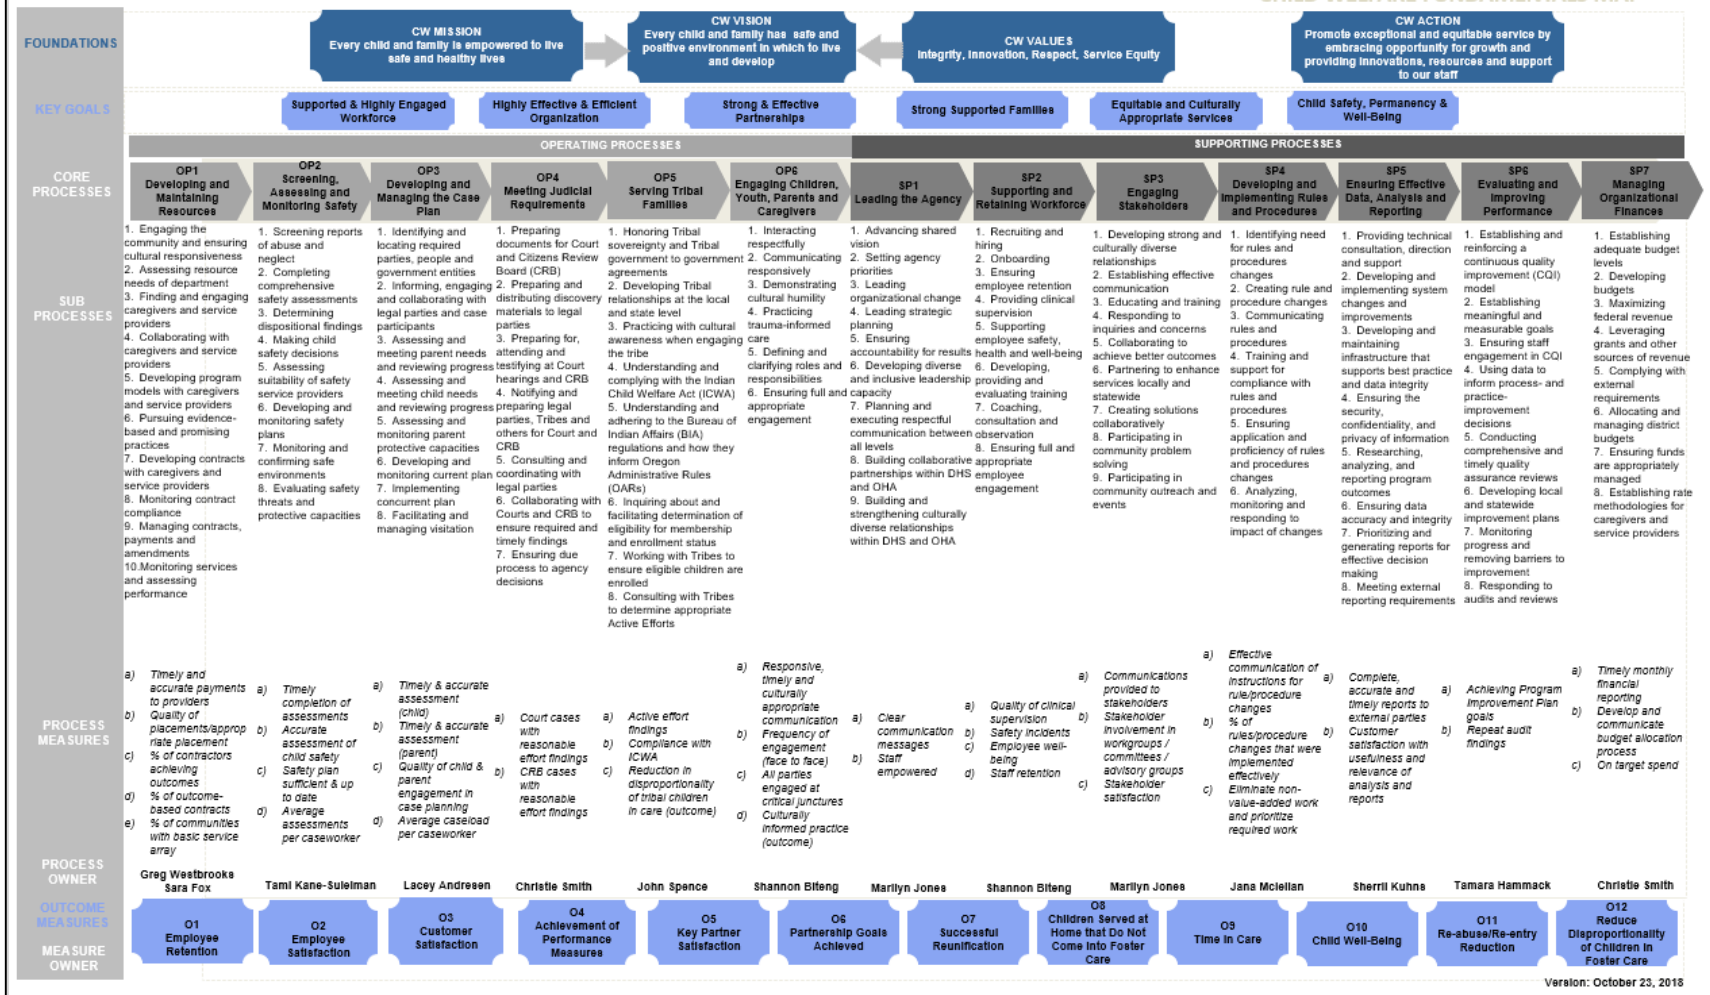 CHILD WELFARE FUNDAMENTALS MAP
FOUNDATIONS
CW MISSION
Every child and family is empowered to live
safe and healthy lives
CW VISION
Every child and family has safe and
positive environment in which to live
and develop
CW VALUES
Integrity, Innovation, Respect, Service Equity
CW ACTION
Promote exceptional and equitable service by
embracing opportunity for growth and
providing innovations, resources and support
to our staff
KEY GOALS
Supported & Highly Engaged
Workforce
Highly Effective & Efficient
Organization
Strong & Effective
Partnerships
Strong Supported Families
Equitable and Culturally
Appropriate Services
Child Safety, Permanency &
Well-Being
OPERATING PROCESSES
SUPPORTING PROCESSES
CORE
PROCESSES
OP1
Developing and
Maintaining
Resources
OP2
Screening,
Assessing and
Monitoring Safety
OP3
Developing and
Managing the Case
Plan
OP4
Meeting Judicial
Requirements
OP5
Serving Tribal
Families
OP6
Engaging Children,
Youth, Parents and
Caregivers
SP1
Leading the Agency
SP2
Supporting and
Retaining Workforce
SP3
Engaging
Stakeholders
SP4
Developing and
Implementing Rules
and Procedures
SP5
Ensuring Effective
Data, Analysis and
Reporting
SP6
Evaluating and
Improving
Performance
SP7
Managing
Organizational
Finances
SUB
PROCESSES
1. Engaging the
community and ensuring
cultural responsiveness
2. Assessing resource
needs of department
3. Finding and engaging
caregivers and service
providers
4. Collaborating with
caregivers and service
providers
5. Developing program
models with caregivers
and service providers
6. Pursuing evidence-
based and promising
practices
7. Developing contracts
with caregivers and
service providers
8. Monitoring contract
compliance
9. Managing contracts,
payments and
amendments
10.Monitoring services
and assessing
performance
1. Screening reports
of abuse and
neglect
2. Completing
comprehensive
safety assessments
3. Determining
dispositional findings
4. Making child
safety decisions
5. Assessing
suitability of safety
service providers
6. Developing and
monitoring safety
plans
7. Monitoring and
confirming safe
environments
8. Evaluating safety
threats and
protective capacities
1. Identifying and
locating required
parties, people and
government entities
2. Informing, engaging
and collaborating with
legal parties and case
participants
3. Assessing and
meeting parent needs
and reviewing progress
4. Assessing and
meeting child needs
and reviewing progress
5. Assessing and
monitoring parent
protective capacities
6. Developing and
monitoring current plan
7. Implementing
concurrent plan
8. Facilitating and
managing visitation
1. Preparing
documents for Court
and Citizens Review
Board (CRB)
2. Preparing and
distributing discovery
materials to legal
parties
3. Preparing for,
attending and
testifying at Court
hearings and CRB
4. Notifying and
preparing legal
parties, Tribes and
others for Court and
CRB
5. Consulting and
coordinating with
legal parties
6. Collaborating with
Courts and CRB to
ensure required and
timely findings
7. Ensuring due
process to agency
decisions
1. Honoring Tribal
sovereignty and Tribal
government to government
agreements
2. Developing Tribal
relationships at the local
and state level
3. Practicing with cultural
awareness when engaging
the tribe
4. Understanding and
complying with the Indian
Child Welfare Act (ICWA)
5. Understanding and
adhering to the Bureau of
Indian Affairs (BIA)
regulations and how they
inform Oregon
Administrative Rules
(OARs)
6. Inquiring about and
facilitating determination of
eligibility for membership
and enrollment status
7. Working with Tribes to
ensure eligible children are
enrolled
8. Consulting with Tribes
to determine appropriate
Active Efforts
1. Interacting
respectfully
2. Communicating
responsively
3. Demonstrating
cultural humility
4. Practicing
trauma-informed
care
5. Defining and
clarifying roles and
responsibilities
6. Ensuring full and
appropriate
engagement
1. Advancing shared
vision
2. Setting agency
priorities
3. Leading
organizational change
4. Leading strategic
planning
5. Ensuring
accountability for results
6. Developing diverse
and inclusive leadership
capacity
7. Planning and
executing respectful
communication between
all levels
8. Building collaborative
partnerships within DHS
and OHA
9. Building and
strengthening culturally
diverse relationships
within DHS and OHA
1. Recruiting and
hiring
2. Onboarding
3. Ensuring
employee retention
4. Providing clinical
supervision
5. Supporting
employee safety,
health and well-being
6. Developing,
providing and
evaluating training
7. Coaching,
consultation and
observation
8. Ensuring full and
appropriate
employee
engagement
1. Developing strong and
culturally diverse
relationships
2. Establishing effective
communication
3. Educating and training
4. Responding to
inquiries and concerns
5. Collaborating to
achieve better outcomes
6. Partnering to enhance
services locally and
statewide
7. Creating solutions
collaboratively
8. Participating in
community problem
solving
9. Participating in
community outreach and
events
1. Identifying need
for rules and
procedures
changes
2. Creating rule and
procedure changes
3. Communicating
rules and
procedures
4. Training and
support for
compliance with
rules and
procedures
5. Ensuring
application and
proficiency of rules
and procedures
changes
6. Analyzing,
monitoring and
responding to
impact of changes
1. Providing technical
consultation, direction
and support
2. Developing and
implementing system
changes and
improvements
3. Developing and
maintaining
infrastructure that
supports best practice
and data integrity
4. Ensuring the
security,
confidentiality, and
privacy of information
5. Researching,
analyzing, and
reporting program
outcomes
6. Ensuring data
accuracy and integrity
7. Prioritizing and
generating reports for
effective decision
making
8. Meeting external
reporting requirements
1. Establishing and
reinforcing a
continuous quality
improvement (CQI)
model
2. Establishing
meaningful and
measurable goals
3. Ensuring staff
engagement in CQI
4. Using data to
inform process- and
practice-
improvement
decisions
5. Conducting
comprehensive and
timely quality
assurance reviews
6. Developing local
and statewide
improvement plans
7. Monitoring
progress and
removing barriers to
improvement
8. Responding to
audits and reviews
1. Establishing
adequate budget
levels
2. Developing
budgets
3. Maximizing
federal revenue
4. Leveraging
grants and other
sources of revenue
5. Complying with
external
requirements
6. Allocating and
managing district
budgets
7. Ensuring funds
are appropriately
managed
8. Establishing rate
methodologies for
caregivers and
service providers
PROCESS
MEASURES
a) Timely and
accurate payments
to providers
b) Quality of
placements/approp
riate placement
c) % of contractors
achieving
outcomes
d) % of outcome-
based contracts
e) % of communities
with basic service
array
a) Timely
completion of
assessments
b) Accurate
assessment of
child safety
c) Safety plan
sufficient & up
to date
d) Average
assessments
per caseworker
a) Timely & accurate
assessment
(child)
b) Timely & accurate
assessment
(parent)
c) Quality of child &
parent
engagement in
case planning
d) Average caseload
per caseworker
a) Court cases
with
reasonable
effort findings
b) CRB cases
with
reasonable
effort findings
a) Active effort
findings
b) Compliance with
ICWA
c) Reduction in
disproportionality
of tribal children
in care (outcome)
a) Responsive,
timely and
culturally
appropriate
communication
b) Frequency of
engagement
(face to face)
c) All parties
engaged at
critical junctures
d) Culturally
informed practice
(outcome)
a) Clear
communication
messages
b) Staff
empowered
a) Quality of clinical
supervision
b) Safety incidents
c) Employee well-
being
d) Staff retention
a) Communications
provided to
stakeholders
b) Stakeholder
involvement in
workgroups /
committees /
advisory groups
c) Stakeholder
satisfaction
a) Effective
communication of
instructions for
rule/procedure
changes
b) % of
rules/procedure
changes that were
implemented
effectively
c) Eliminate non-
value-added work
and prioritize
required work
a) Complete,
accurate and
timely reports to
external parties
b) Customer
satisfaction with
usefulness and
relevance of
analysis and
reports
a) Achieving Program
Improvement Plan
goals
b) Repeat audit
findings
a) Timely monthly
financial
reporting
b) Develop and
communicate
budget allocation
process
c) On target spend
PROCESS
OWNER
Greg Westbrooks
Sara Fox
Tami Kane-Suleiman
Lacey Andresen
Christie Smith
John Spence
Shannon Biteng
Marilyn Jones
Shannon Biteng
Marilyn Jones
Jana Mclellan
Sherril Kuhns
Tamara Hammack
Christie Smith
OUTCOME
MEASURES
MEASURE
OWNER
O1
Employee
Retention
O2
Employee
Satisfaction
O3
Customer
Satisfaction
O4
Achievement of
Performance
Measures
O5
Key Partner
Satisfaction
O6
Partnership Goals
Achieved
O7
Successful
Reunification
O8
Children Served at
Home that Do Not
Come Into Foster
Care
O9
Time In Care
O10
Child Well-Being
O11
Re-abuse/Re-entry
Reduction
O12
Reduce
Disproportionality
of Children in
Foster Care
Version: October 23, 2018